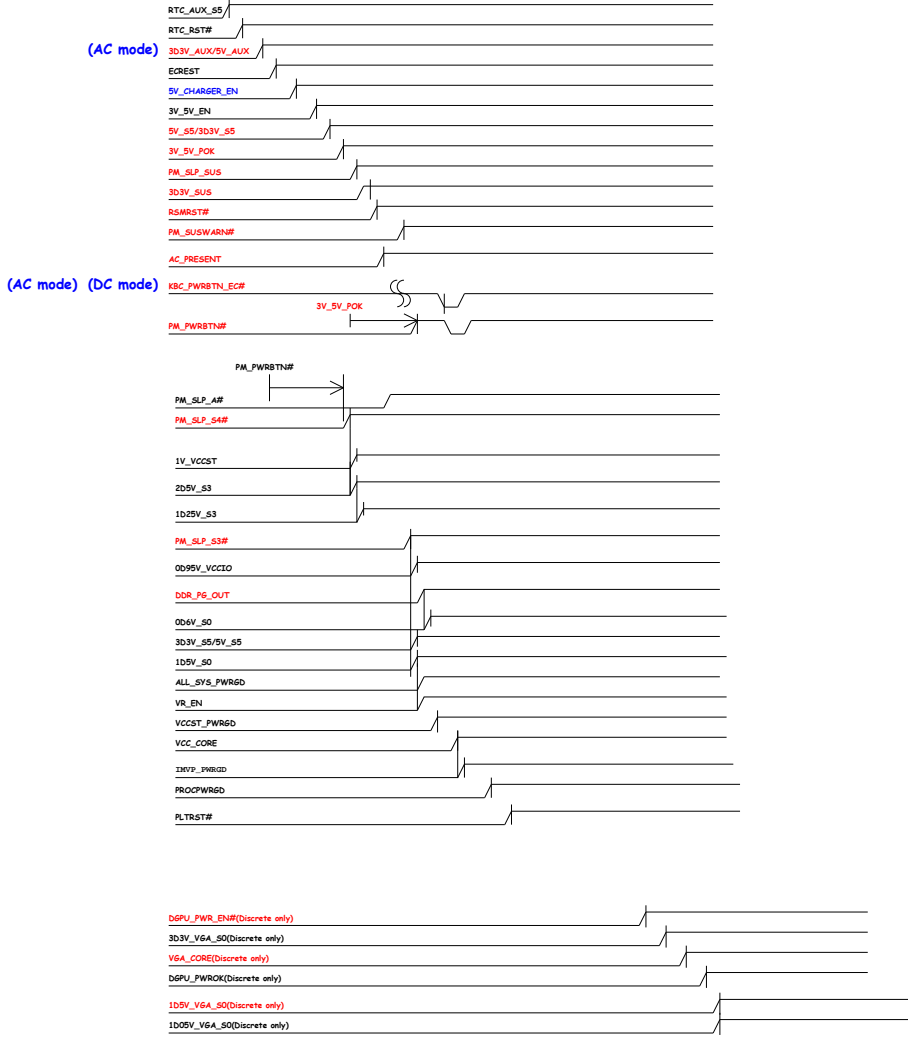 RTC_AUX_S5
RTC_RST#
(AC mode) 3D3V_AUX/5V_AUX
ECREST
5V_CHARGER_EN
3V_5V_EN
5V_S5/3D3V_S5
3V_5V_POK
PM_SLP_SUS
3D3V_SUS
RSMRST#
PM_SUSWARN#
AC_PRESENT
(AC mode) (DC mode) KBC_PWRBTN_EC#
3V_5V_POK
PM_PWRBTN#
PM_PWRBTN#
PM_SLP_A#
PM_SLP_S4#
1V_VCCST
2D5V_S3
1D25V_S3
PM_SLP_S3#
0D95V_VCCIO
DDR_PG_OUT
0D6V_S0
3D3V_S5/5V_S5
1D5V_S0
ALL_SYS_PWRGD
VR_EN
VCCST_PWRGD
VCC_CORE
IMVP_PWRGD
PROCPWRGD
PLTRST#
DGPU_PWR_EN#(Discrete only)
3D3V_VGA_S0(Discrete only)
VGA_CORE(Discrete only)
DGPU_PWROK(Discrete only)
1D5V_VGA_S0(Discrete only)
1D05V_VGA_S0(Discrete only)